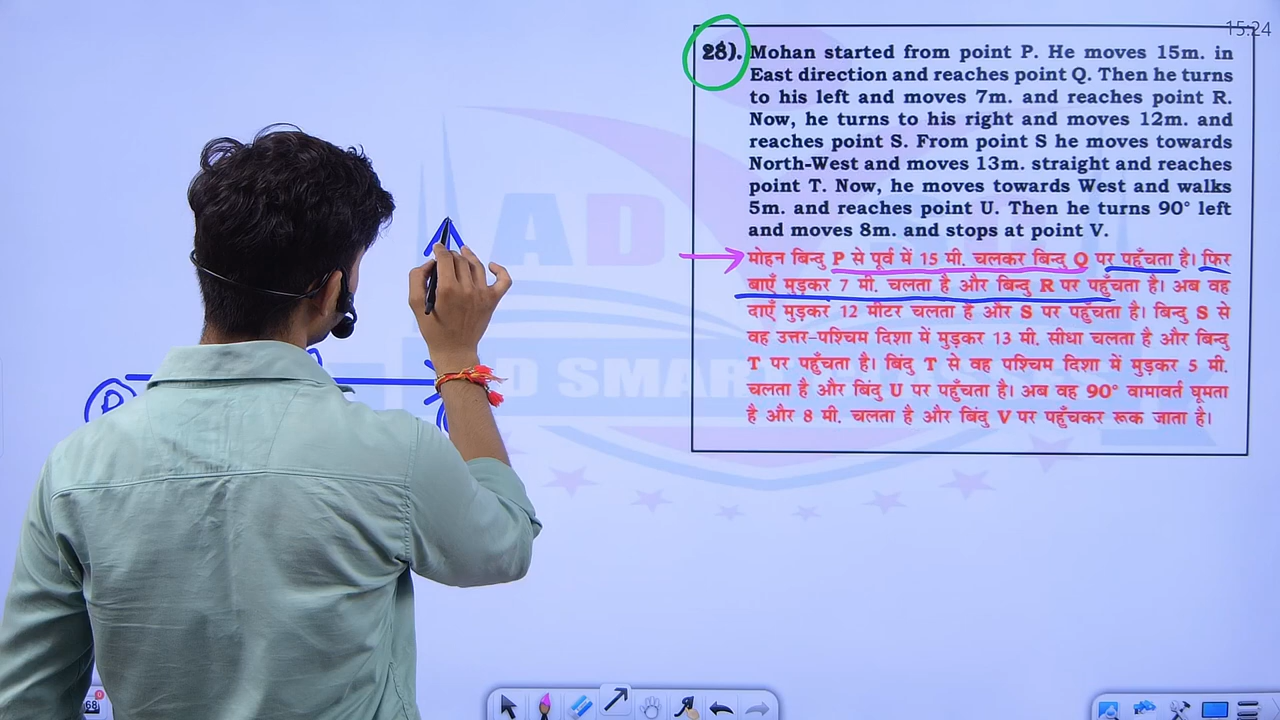 15:24
28). Mohan started from point P. He moves 15m. in
East direction and reaches point Q. Then he turns
to his left and moves 7m. and reaches point R.
Now, he turns to his right and moves 12m. and
reaches point S. From point S he moves towards
North-West and moves 13m. straight and reaches
point T. Now, he moves towards West and walks
5m. and reaches point U. Then he turns 90° left
and moves 8m. and stops at point V.
मोहन बिन्दु P से पूर्व में 15 मी. चलकर बिन्दु Q पर पहुँचता है। फिर
बाएँ मुड़कर 7 मी. चलता है और बिन्दु R पर पहुँचता है। अब वह
दाएँ मुड़कर 12 मीटर चलता है और S पर पहुँचता है। बिन्दु S से
वह उत्तर-पश्चिम दिशा में मुड़कर 13 मी. सीधा चलता है और बिन्दु
T पर पहुँचता है। बिंदु T से वह पश्चिम दिशा में मुड़कर 5 मी.
चलता है और बिंदु U पर पहुँचता है। अब वह 90° वामावर्त घूमता
है और 8 मी. चलता है और बिंदु V पर पहुँचकर रूक जाता है।
P
68